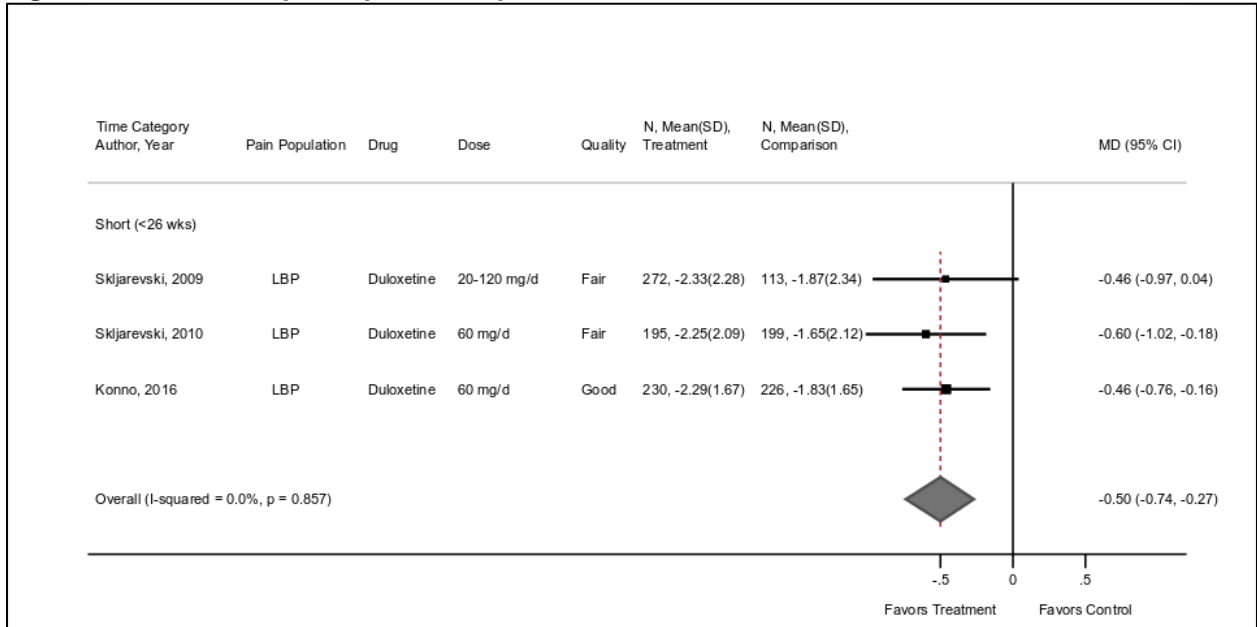 Time Category
Author, Year Pain Population Drug Dose Quality N, Mean(SD), Treatment N, Mean(SD), Comparison MD (95% CI)
Short (<26 wks)
Skljarevski, 2009 LBP Duloxetine 20-120 mg/d Fair 272, -2.33(2.28) 113, -1.87(2.34) -0.46 (-0.97, 0.04)
Skljarevski, 2010 LBP Duloxetine 60 mg/d Fair 195, -2.25(2.09) 199, -1.65(2.12) -0.60 (-1.02, -0.18)
Konno, 2016 LBP Duloxetine 60 mg/d Good 230, -2.29(1.67) 226, -1.83(1.65) -0.46 (-0.76, -0.16)
Overall (I-squared = 0.0%, p = 0.857) -0.50 (-0.74, -0.27)
-.5 0 .5
Favors Treatment Favors Control